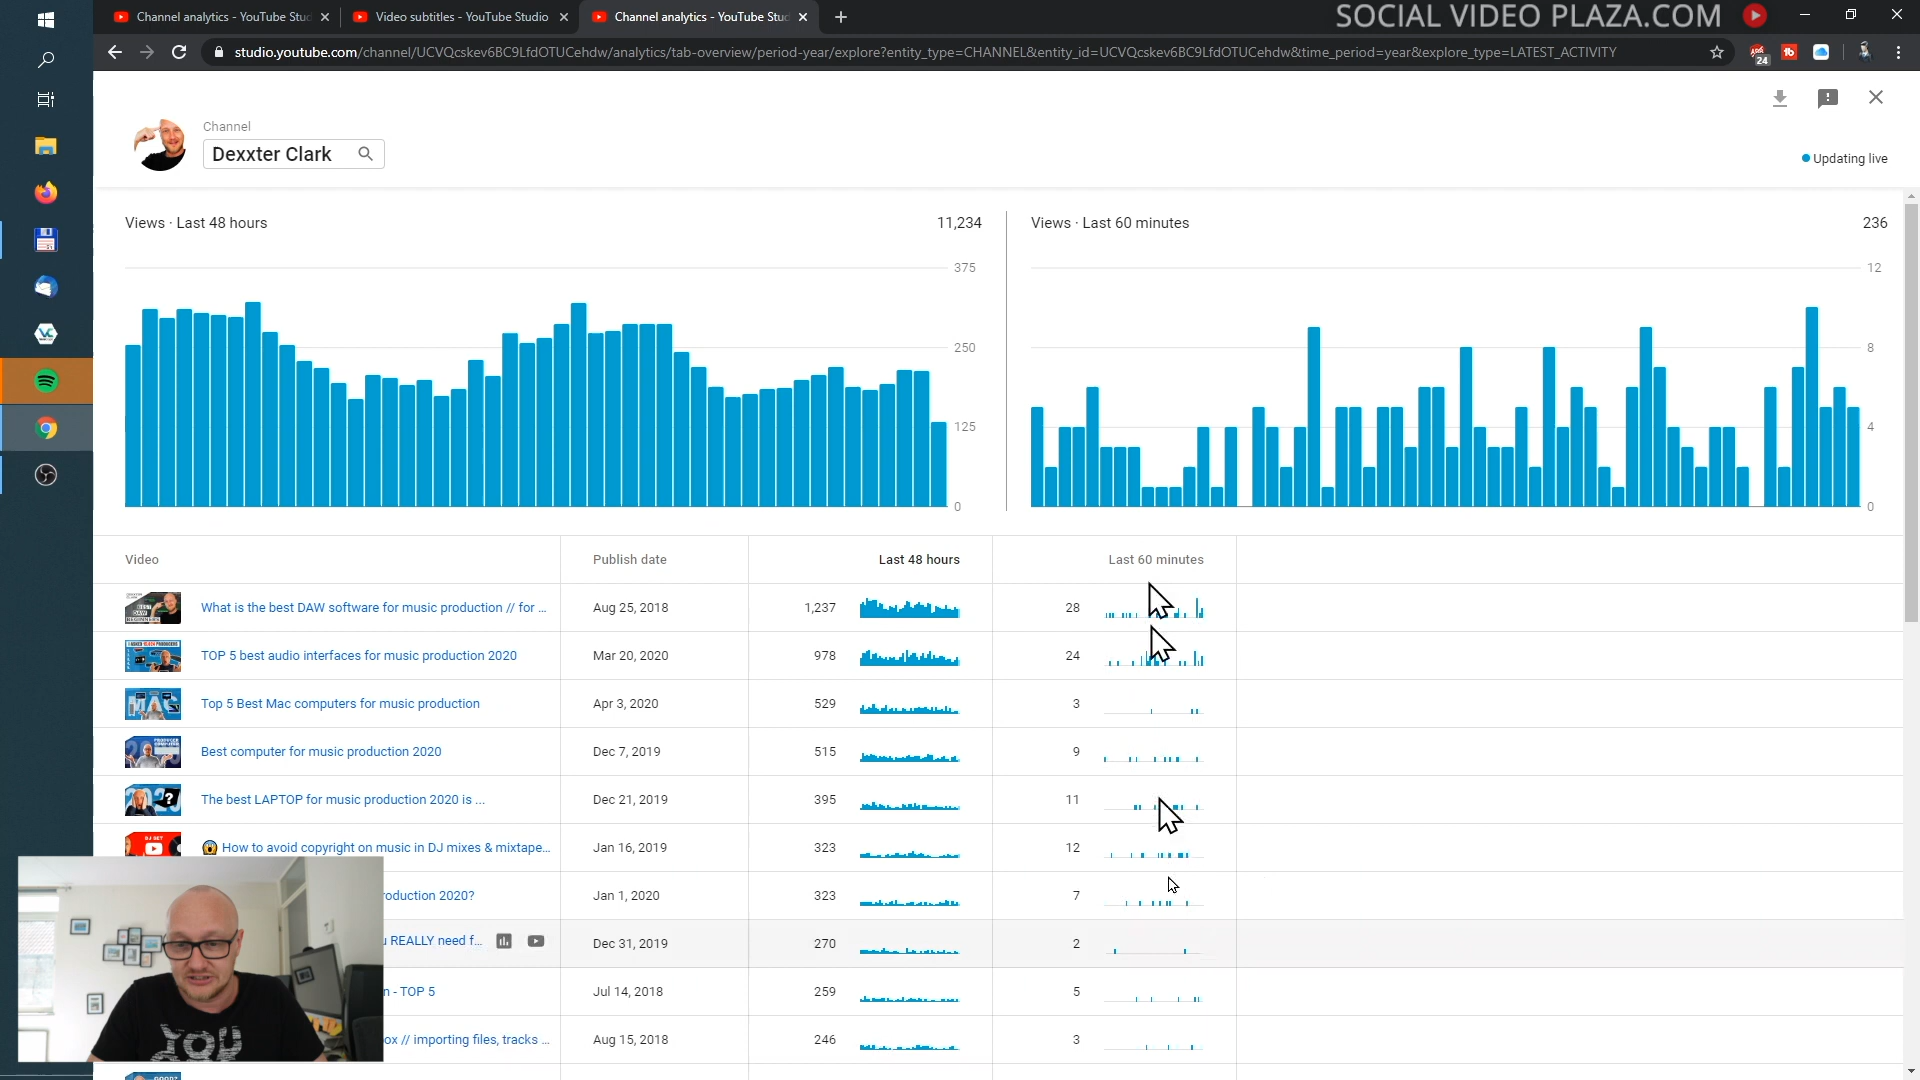 Channel analytics - YouTube Stud
Video subtitles - YouTube Studio
Channel analytics - YouTube Stud
SOCIAL VIDEO PLAZA.COM
studio.youtube.com/channel/UCVQcskev6BC9LfdOTUCehdw/analytics/tab-overview/period-year/explore?entity_type=CHANNEL&entity_id=UCVQcskev6BC9LfdOTUCehdw&time_period=year&explore_type=LATEST_ACTIVITY
24
Channel
Dexxter Clark
Updating live
Views · Last 48 hours 11,234
Views · Last 60 minutes 236
375
250
125
0
12
8
4
0
Video Publish date Last 48 hours Last 60 minutes
What is the best DAW software for music production // for ... Aug 25, 2018 1,237 28
TOP 5 best audio interfaces for music production 2020 Mar 20, 2020 978 24
Top 5 Best Mac computers for music production Apr 3, 2020 529 3
Best computer for music production 2020 Dec 7, 2019 515 9
The best LAPTOP for music production 2020 is ... Dec 21, 2019 395 11
😱 How to avoid copyright on music in DJ mixes & mixtape... Jan 16, 2019 323 12
roduction 2020? Jan 1, 2020 323 7
u REALLY need f... Dec 31, 2019 270 2
n - TOP 5 Jul 14, 2018 259 5
ox // importing files, tracks ... Aug 15, 2018 246 3